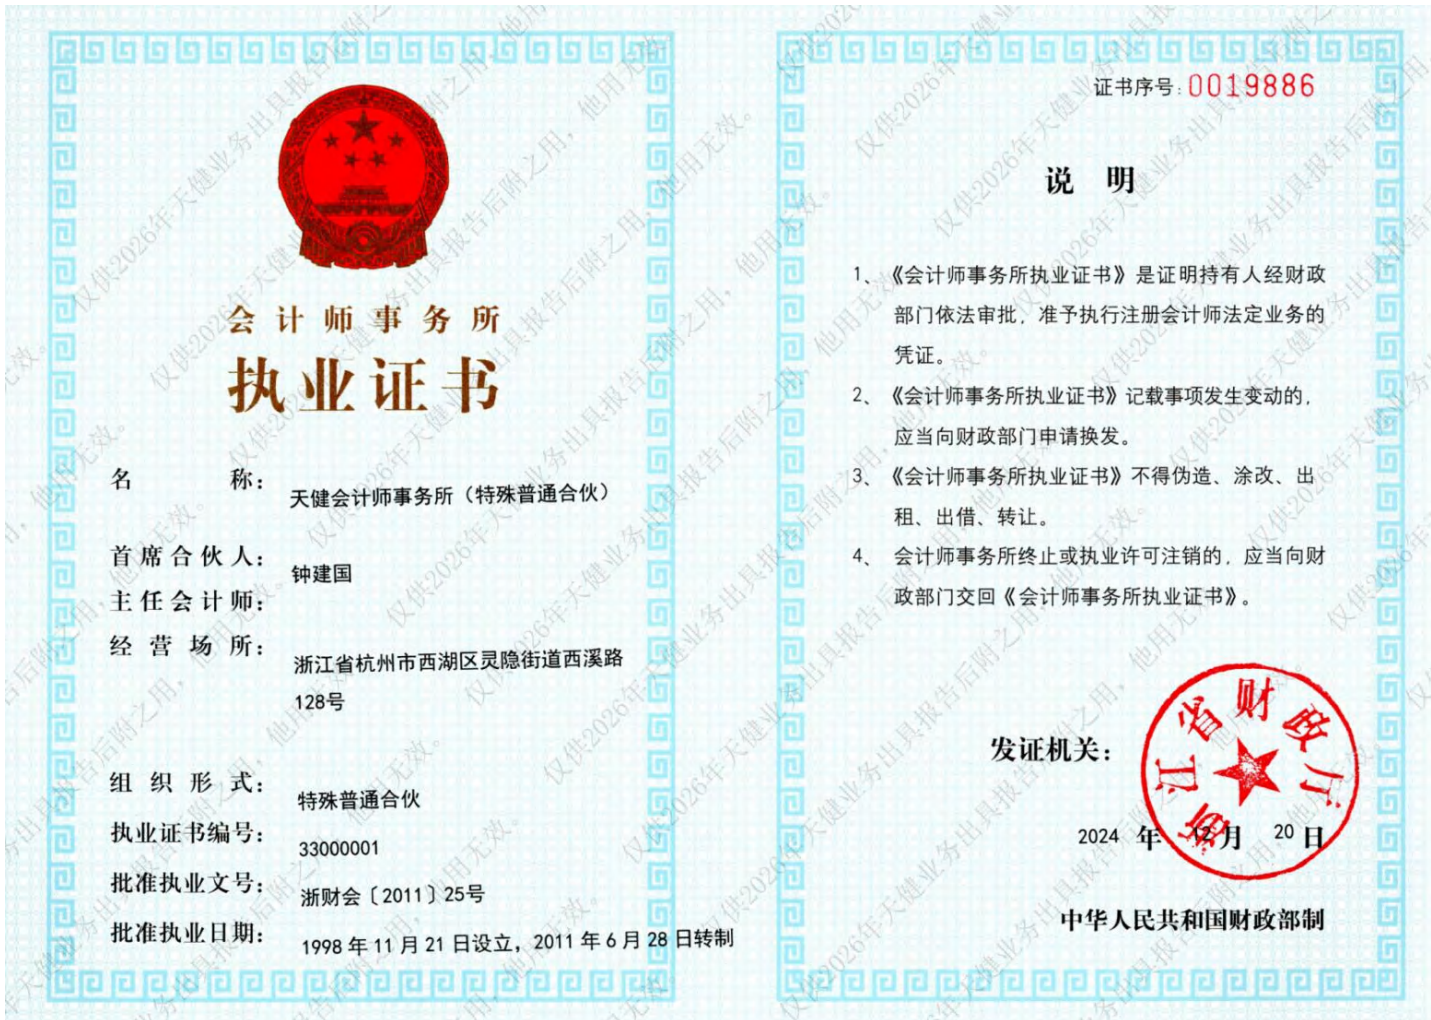 会计师事务所
执业证书
名称：天健会计师事务所（特殊普通合伙）
首席合伙人：钟建国
主任会计师：
经营场所：浙江省杭州市西湖区灵隐街道西溪路
128号
组织形式：特殊普通合伙
执业证书编号：33000001
批准执业文号：浙财会〔2011〕25号
批准执业日期：1998年11月21日设立，2011年6月28日转制
证书序号：0019886
说明
1、《会计师事务所执业证书》是证明持有人经财政
部门依法审批，准予执行注册会计师法定业务的
凭证。
2、《会计师事务所执业证书》记载事项发生变动的，
应当向财政部门申请换发。
3、《会计师事务所执业证书》不得伪造、涂改、出
租、出借、转让。
4、会计师事务所终止或执业许可注销的，应当向财
政部门交回《会计师事务所执业证书》。
发证机关：
浙江省财政厅
2024年12月20日
中华人民共和国财政部制
仅供2026年天健业务出具报告后附之用，他用无效。